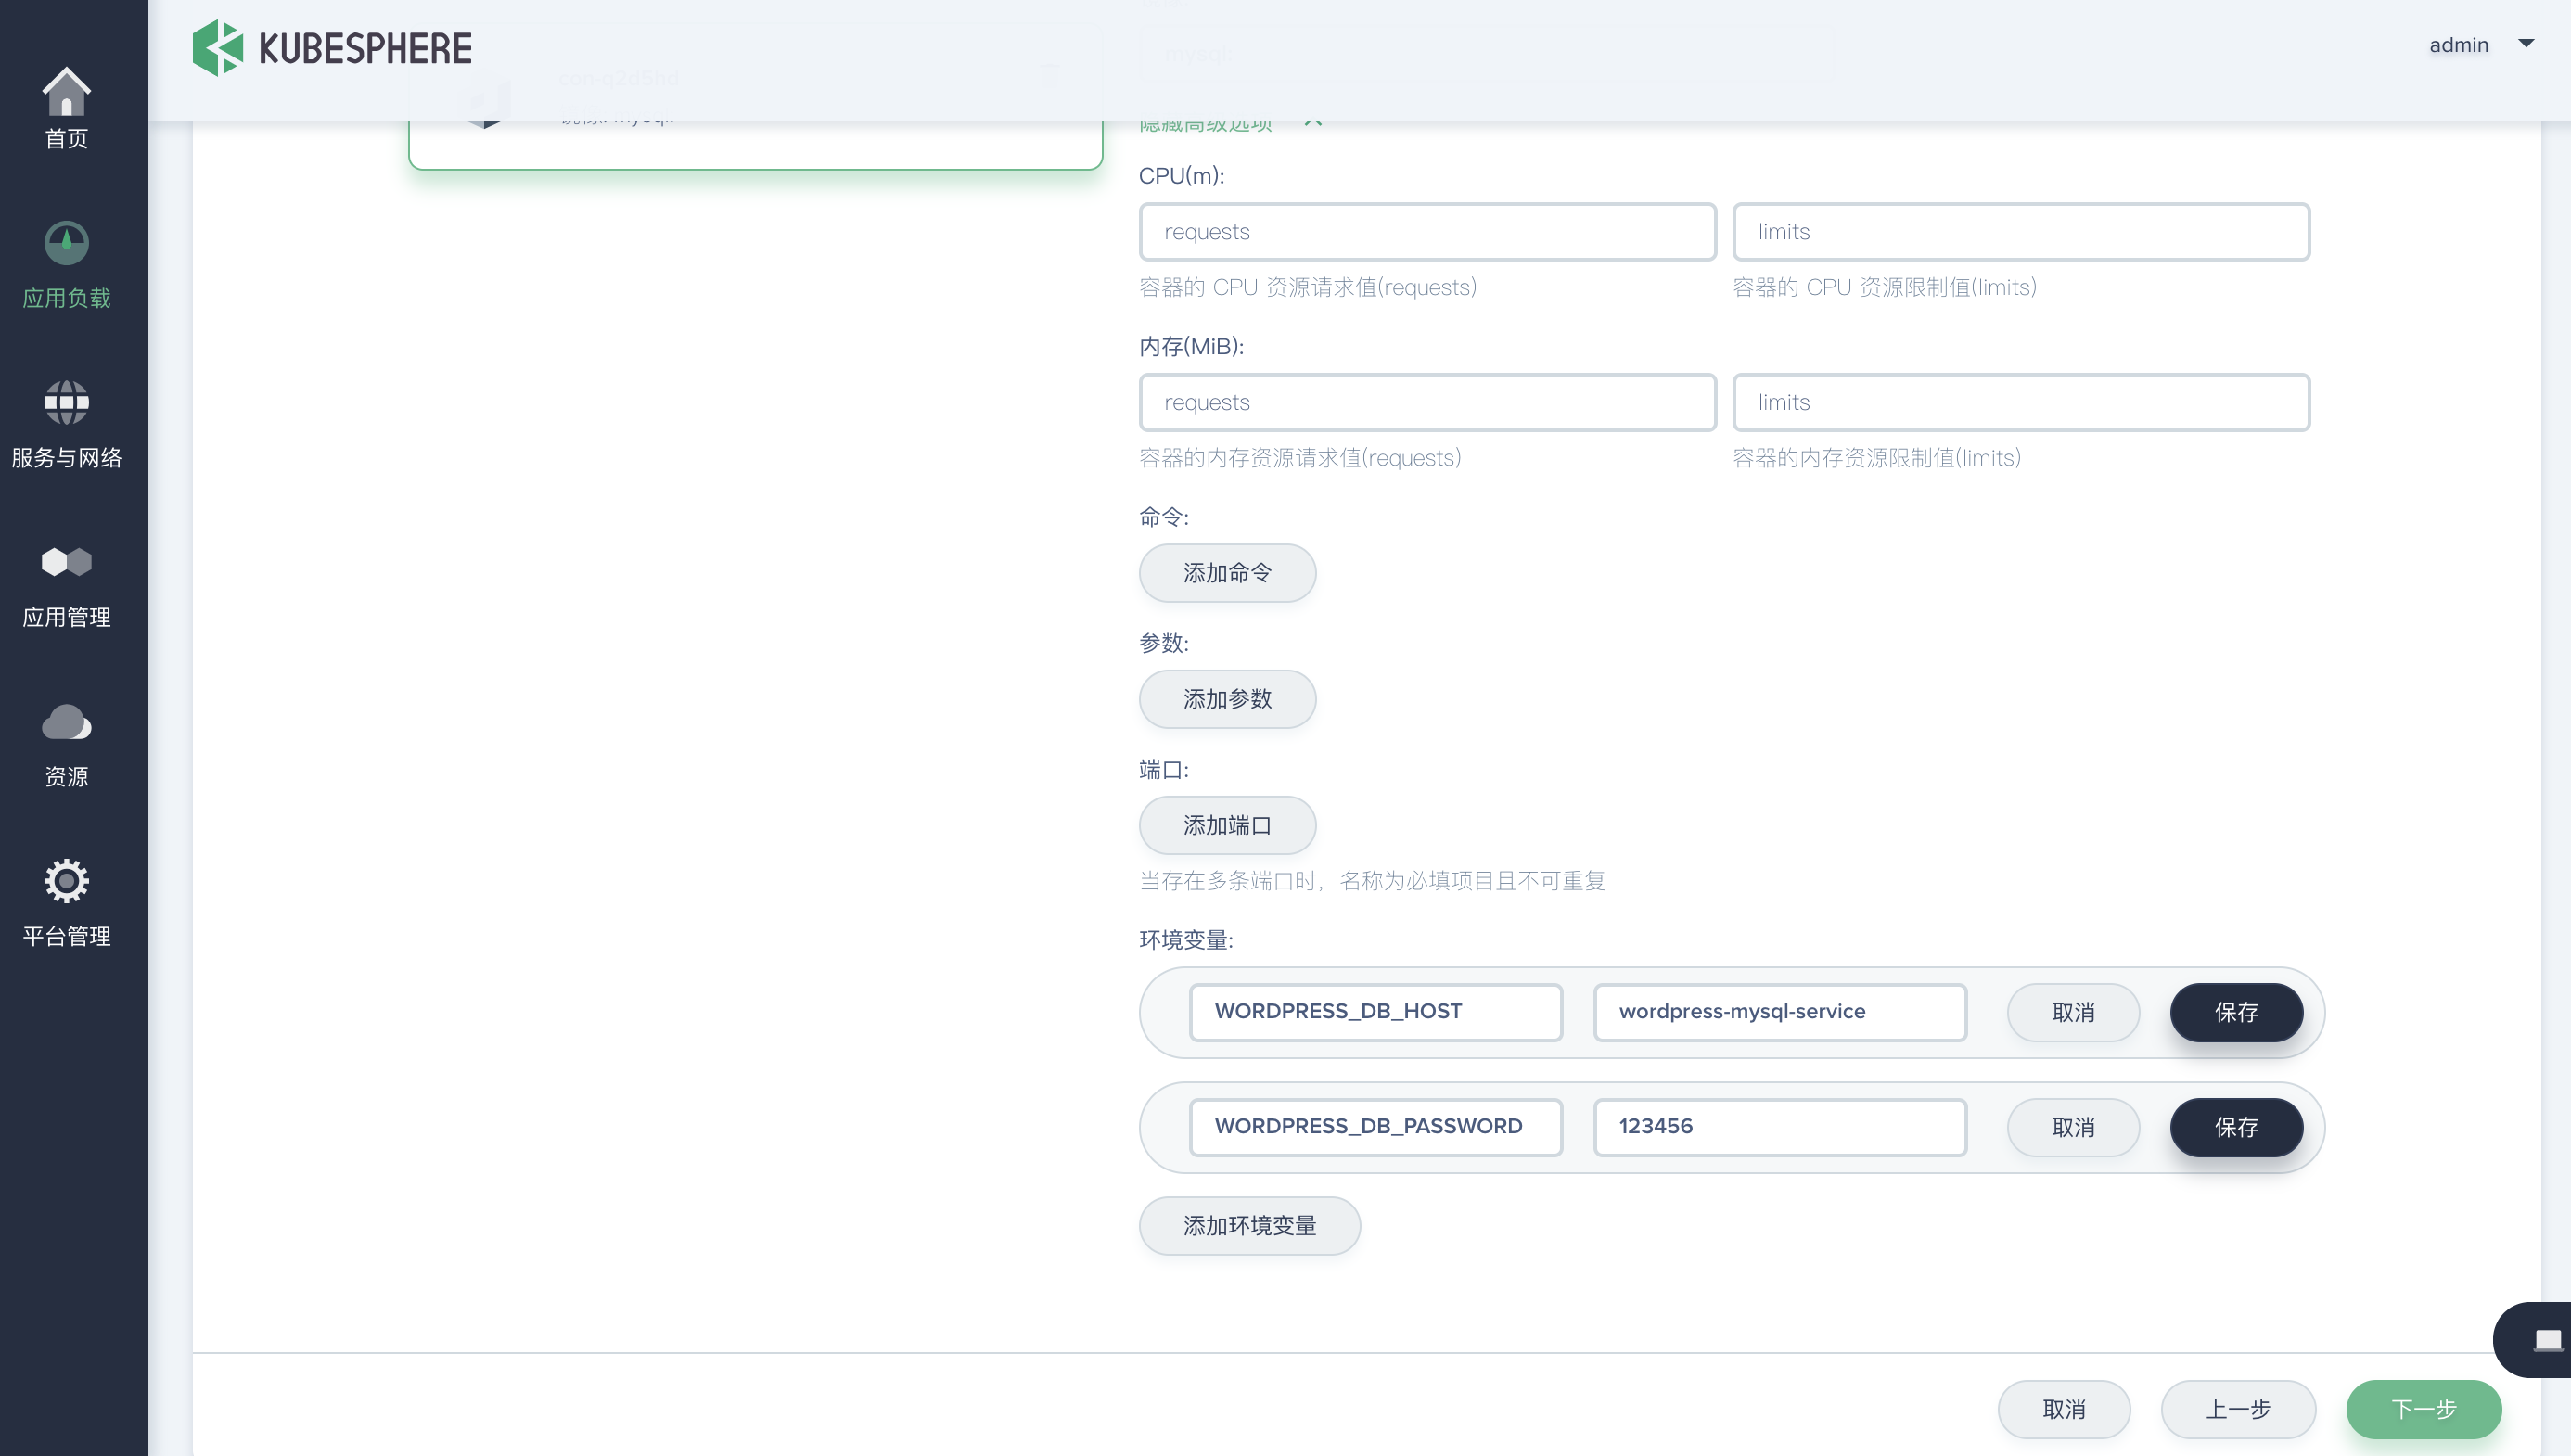 KUBESPHERE
admin
首页
应用负载
服务与网络
应用管理
资源
平台管理
隐藏高级选项
CPU(m):
requests
limits
容器的 CPU 资源请求值(requests)
容器的 CPU 资源限制值(limits)
内存(MiB):
requests
limits
容器的内存资源请求值(requests)
容器的内存资源限制值(limits)
命令:
添加命令
参数:
添加参数
端口:
添加端口
当存在多条端口时，名称为必填项目且不可重复
环境变量:
WORDPRESS_DB_HOST
wordpress-mysql-service
取消
保存
WORDPRESS_DB_PASSWORD
123456
取消
保存
添加环境变量
取消
上一步
下一步